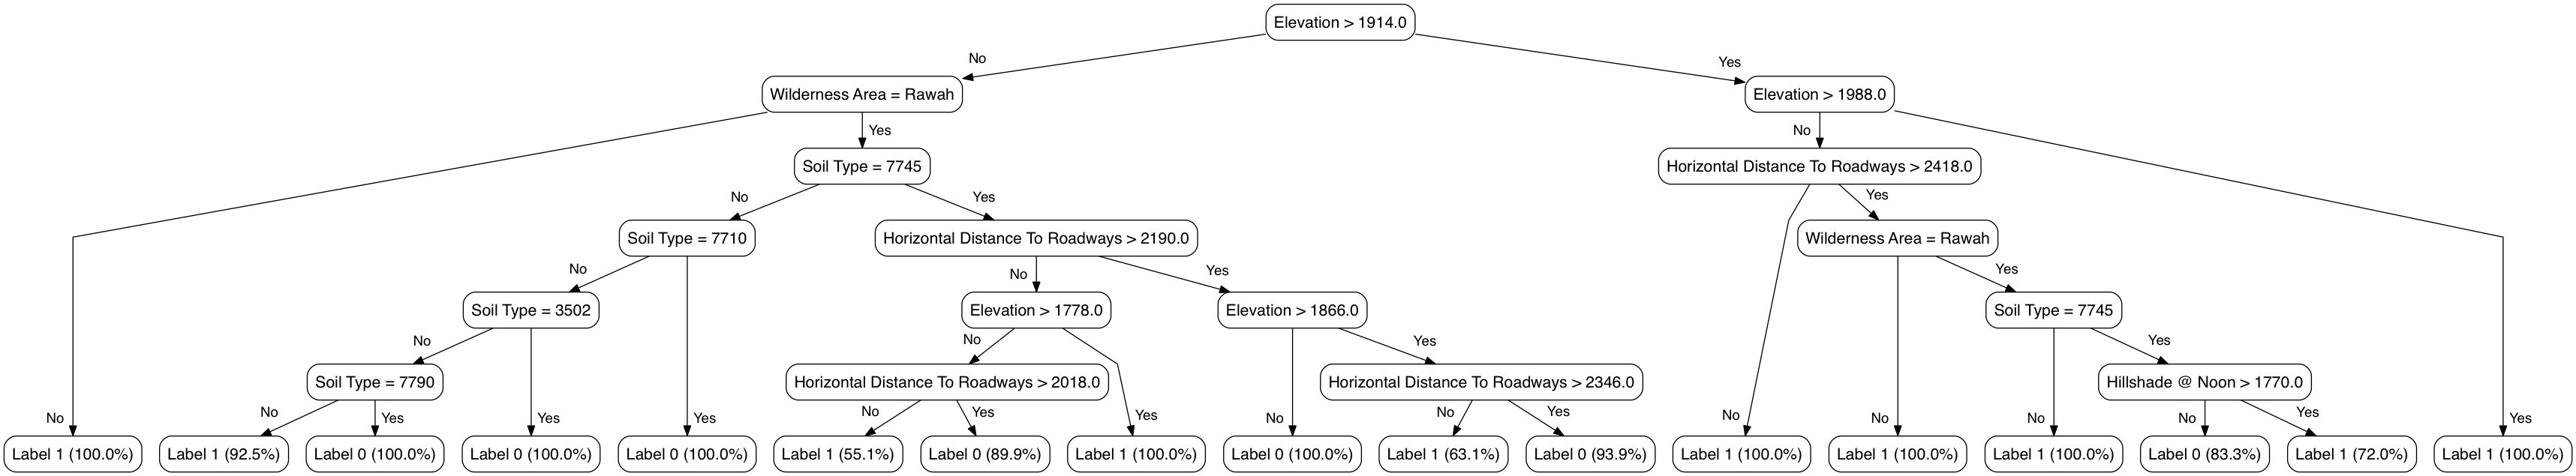 Elevation > 1914.0
No
Yes
Wilderness Area = Rawah
Elevation > 1988.0
Yes
No
Soil Type = 7745
Horizontal Distance To Roadways > 2418.0
No
Yes
Yes
Soil Type = 7710
Horizontal Distance To Roadways > 2190.0
Wilderness Area = Rawah
No
No
Yes
Yes
Soil Type = 3502
Elevation > 1778.0
Elevation > 1866.0
Soil Type = 7745
No
No
Yes
Yes
Soil Type = 7790
Horizontal Distance To Roadways > 2018.0
Horizontal Distance To Roadways > 2346.0
Hillshade @ Noon > 1770.0
No
No
Yes
Yes
Yes
No
Yes
Yes
No
No
Yes
No
No
No
No
Yes
Yes
Label 1 (100.0%)
Label 1 (92.5%)
Label 0 (100.0%)
Label 0 (100.0%)
Label 0 (100.0%)
Label 1 (55.1%)
Label 0 (89.9%)
Label 1 (100.0%)
Label 0 (100.0%)
Label 1 (63.1%)
Label 0 (93.9%)
Label 1 (100.0%)
Label 1 (100.0%)
Label 1 (100.0%)
Label 0 (83.3%)
Label 1 (72.0%)
Label 1 (100.0%)